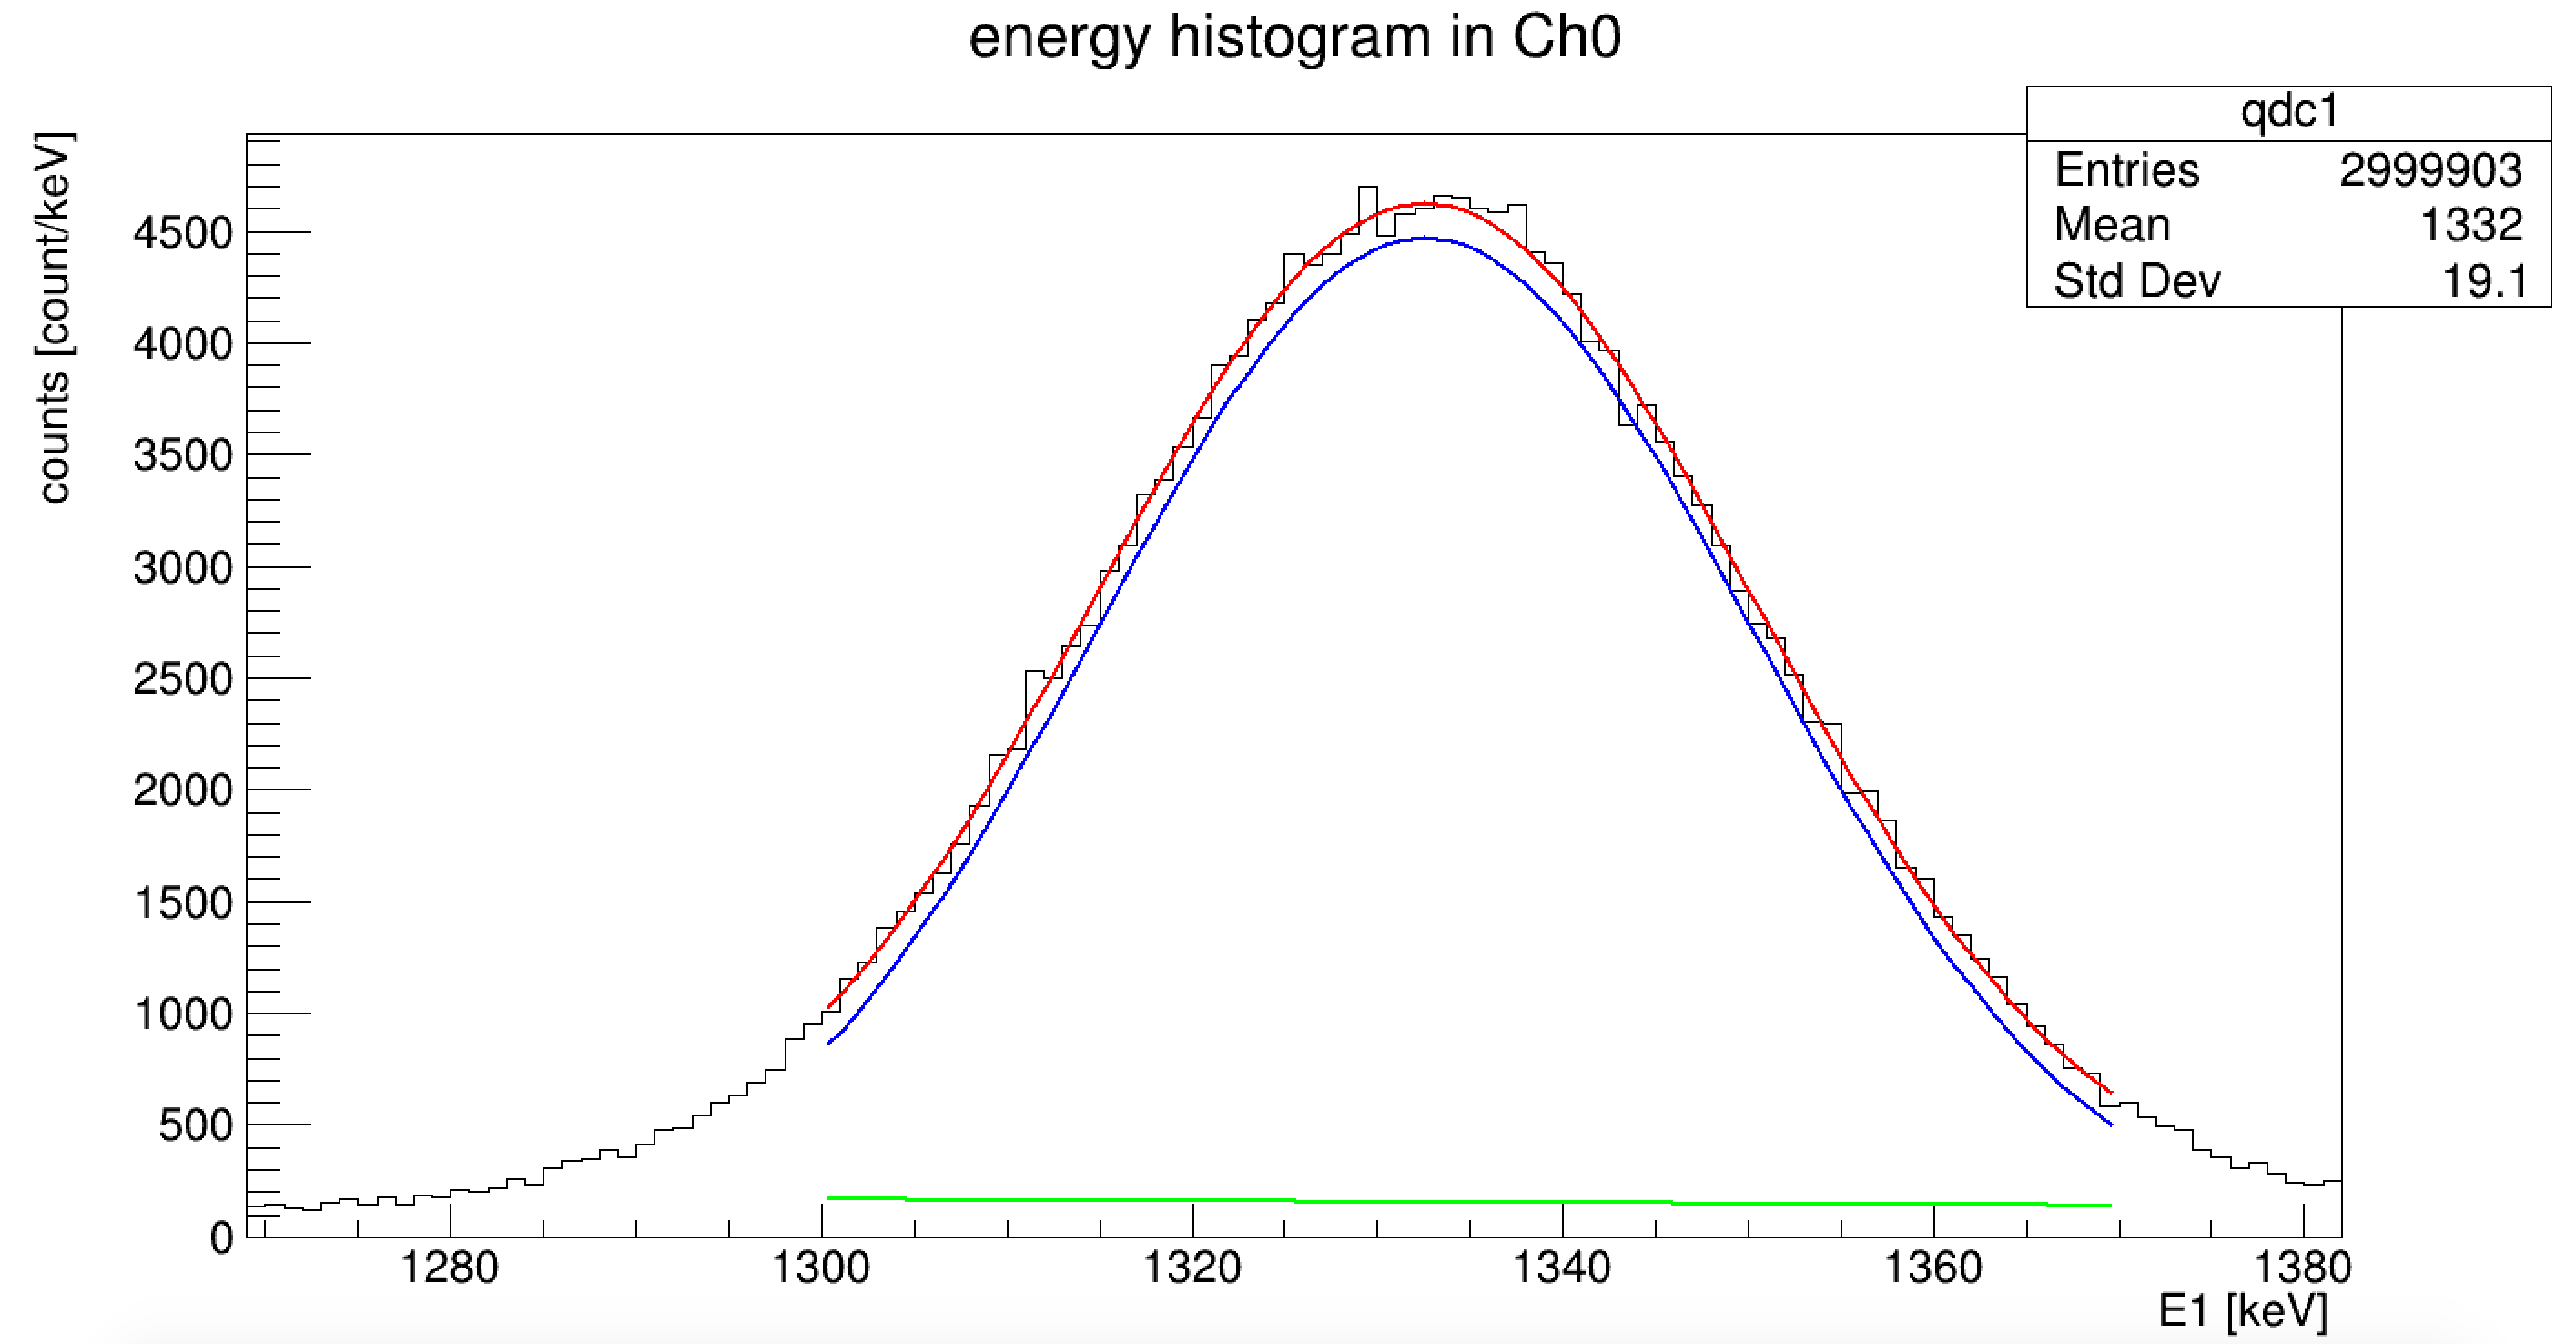 energy histogram in Ch0
qdc1
Entries 2999903
Mean 1332
Std Dev 19.1
counts [count/keV]
4500
4000
3500
3000
2500
2000
1500
1000
500
0
1280 1300 1320 1340 1360 1380
E1 [keV]